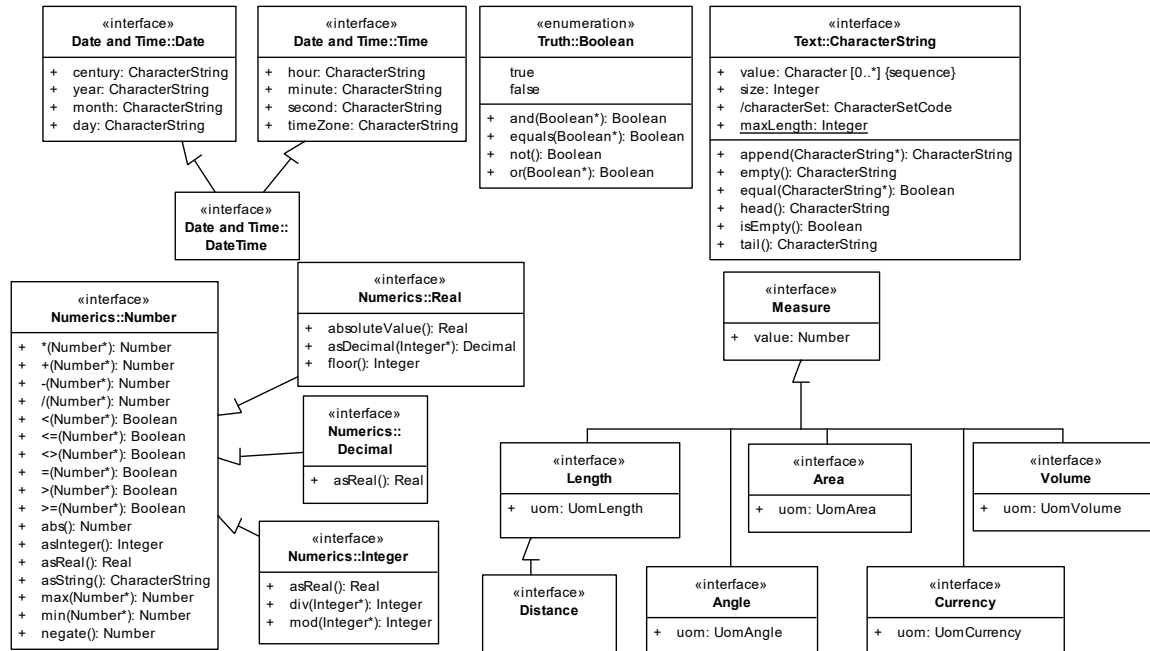 «interface»
Date and Time::Date
+ century: CharacterString
+ year: CharacterString
+ month: CharacterString
+ day: CharacterString
«interface»
Date and Time::Time
+ hour: CharacterString
+ minute: CharacterString
+ second: CharacterString
+ timeZone: CharacterString
«enumeration»
Truth::Boolean
true
false
+ and(Boolean*): Boolean
+ equals(Boolean*): Boolean
+ not(): Boolean
+ or(Boolean*): Boolean
«interface»
Text::CharacterString
+ value: Character [0..*] {sequence}
+ size: Integer
+ /characterSet: CharacterSetCode
+ maxLength: Integer
+ append(CharacterString*): CharacterString
+ empty(): CharacterString
+ equal(CharacterString*): Boolean
+ head(): CharacterString
+ isEmpty(): Boolean
+ tail(): CharacterString
«interface»
Date and Time::
DateTime
«interface»
Numerics::Number
+ *(Number*): Number
+ +(Number*): Number
+ -(Number*): Number
+ /(Number*): Number
+ <(Number*): Boolean
+ <=(Number*): Boolean
+ <>(Number*): Boolean
+ =(Number*): Boolean
+ >(Number*): Boolean
+ >=(Number*): Boolean
+ abs(): Number
+ asInteger(): Integer
+ asReal(): Real
+ asString(): CharacterString
+ max(Number*): Number
+ min(Number*): Number
+ negate(): Number
«interface»
Numerics::Real
+ absoluteValue(): Real
+ asDecimal(Integer*): Decimal
+ floor(): Integer
«interface»
Numerics::
Decimal
+ asReal(): Real
«interface»
Numerics::Integer
+ asReal(): Real
+ div(Integer*): Integer
+ mod(Integer*): Integer
«interface»
Measure
+ value: Number
«interface»
Length
+ uom: UomLength
«interface»
Area
+ uom: UomArea
«interface»
Volume
+ uom: UomVolume
«interface»
Distance
«interface»
Angle
+ uom: UomAngle
«interface»
Currency
+ uom: UomCurrency